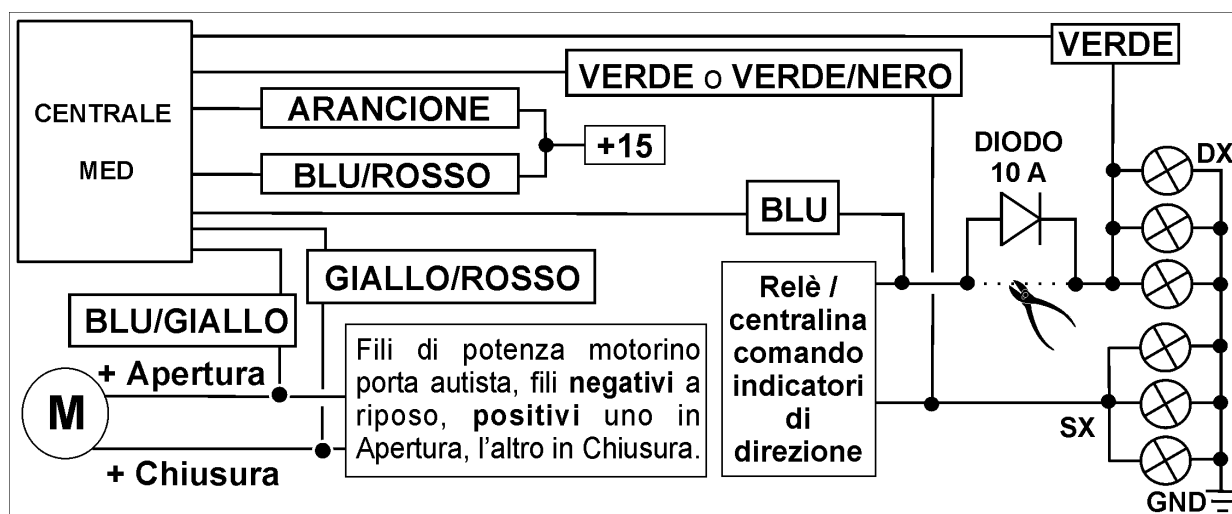 VERDE
VERDE o VERDE/NERO
CENTRALE
MED
ARANCIONE
+15
BLU/ROSSO
DIODO
10 A
DX
BLU
GIALLO/ROSSO
BLU/GIALLO
Relè /
centralina
comando
indicatori
di
direzione
+ Apertura
M
+ Chiusura
Fili di potenza motorino
porta autista, fili negativi a
riposo, positivi uno in
Apertura, l'altro in Chiusura.
SX
GND